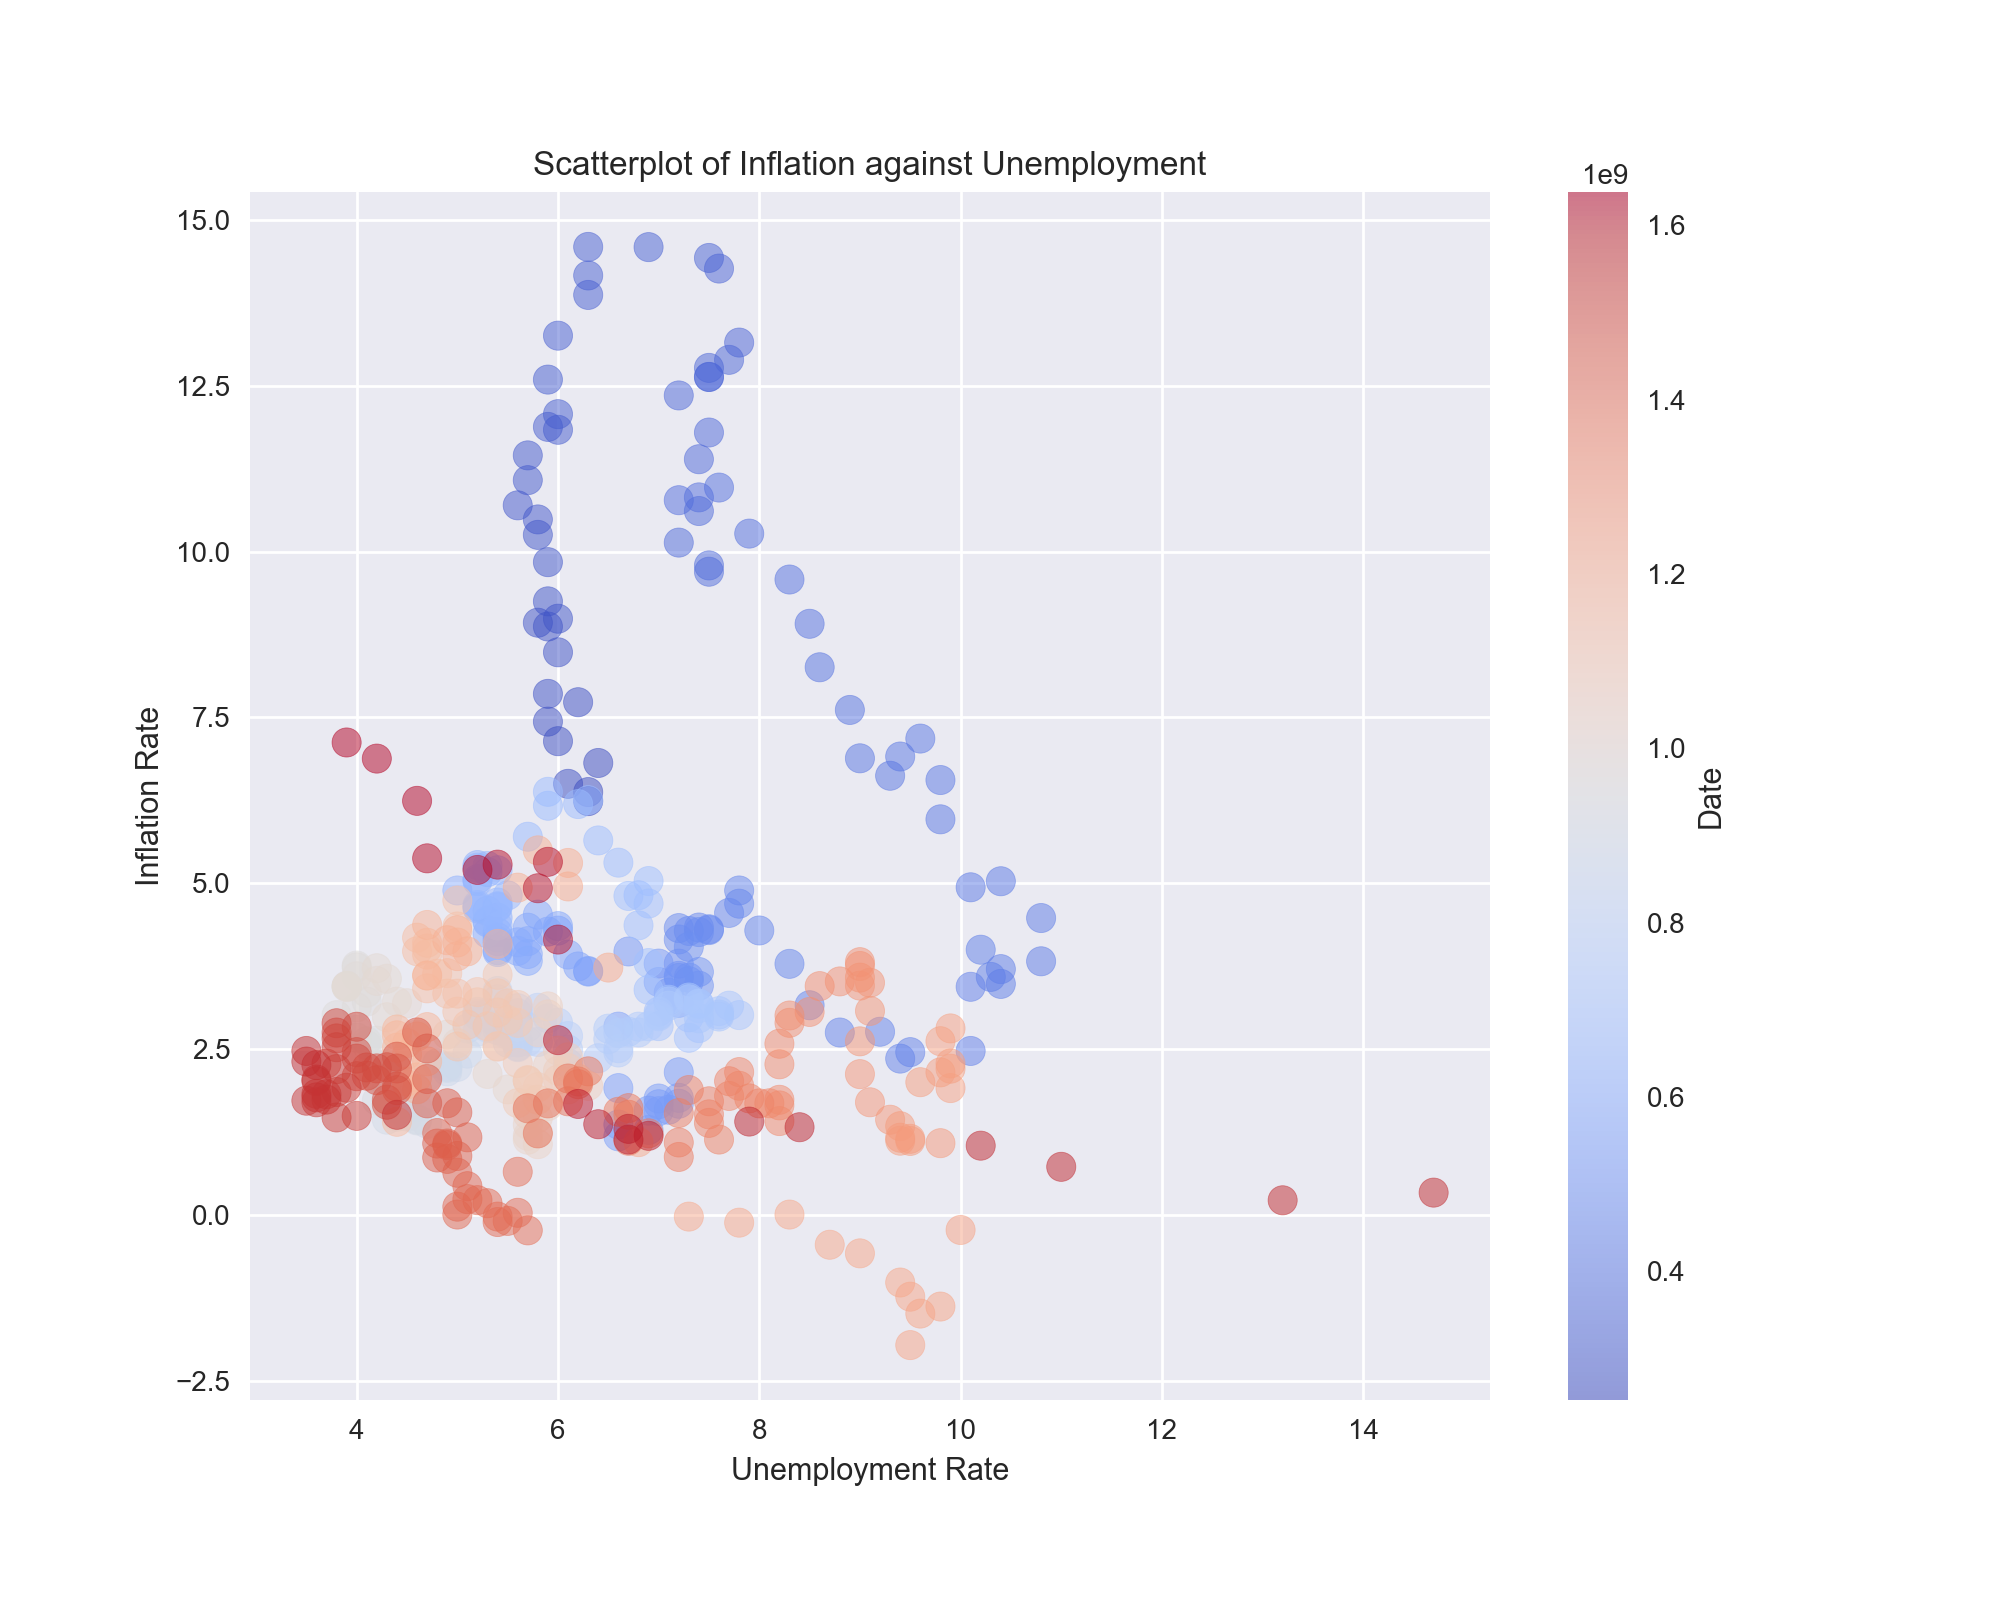 Scatterplot of Inflation against Unemployment
1e9
15.0
12.5
10.0
7.5
5.0
2.5
0.0
−2.5
Inflation Rate
4 6 8 10 12 14
Unemployment Rate
1.6
1.4
1.2
1.0
0.8
0.6
0.4
Date